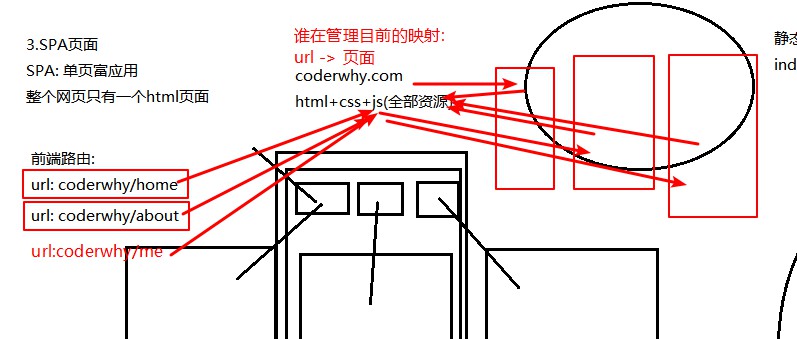 3.SPA页面
SPA: 单页富应用
整个网页只有一个html页面
谁在管理目前的映射:
url -> 页面
coderwhy.com
html+css+js(全部资源)
静态
ind
前端路由:
url: coderwhy/home
url: coderwhy/about
url:coderwhy/me